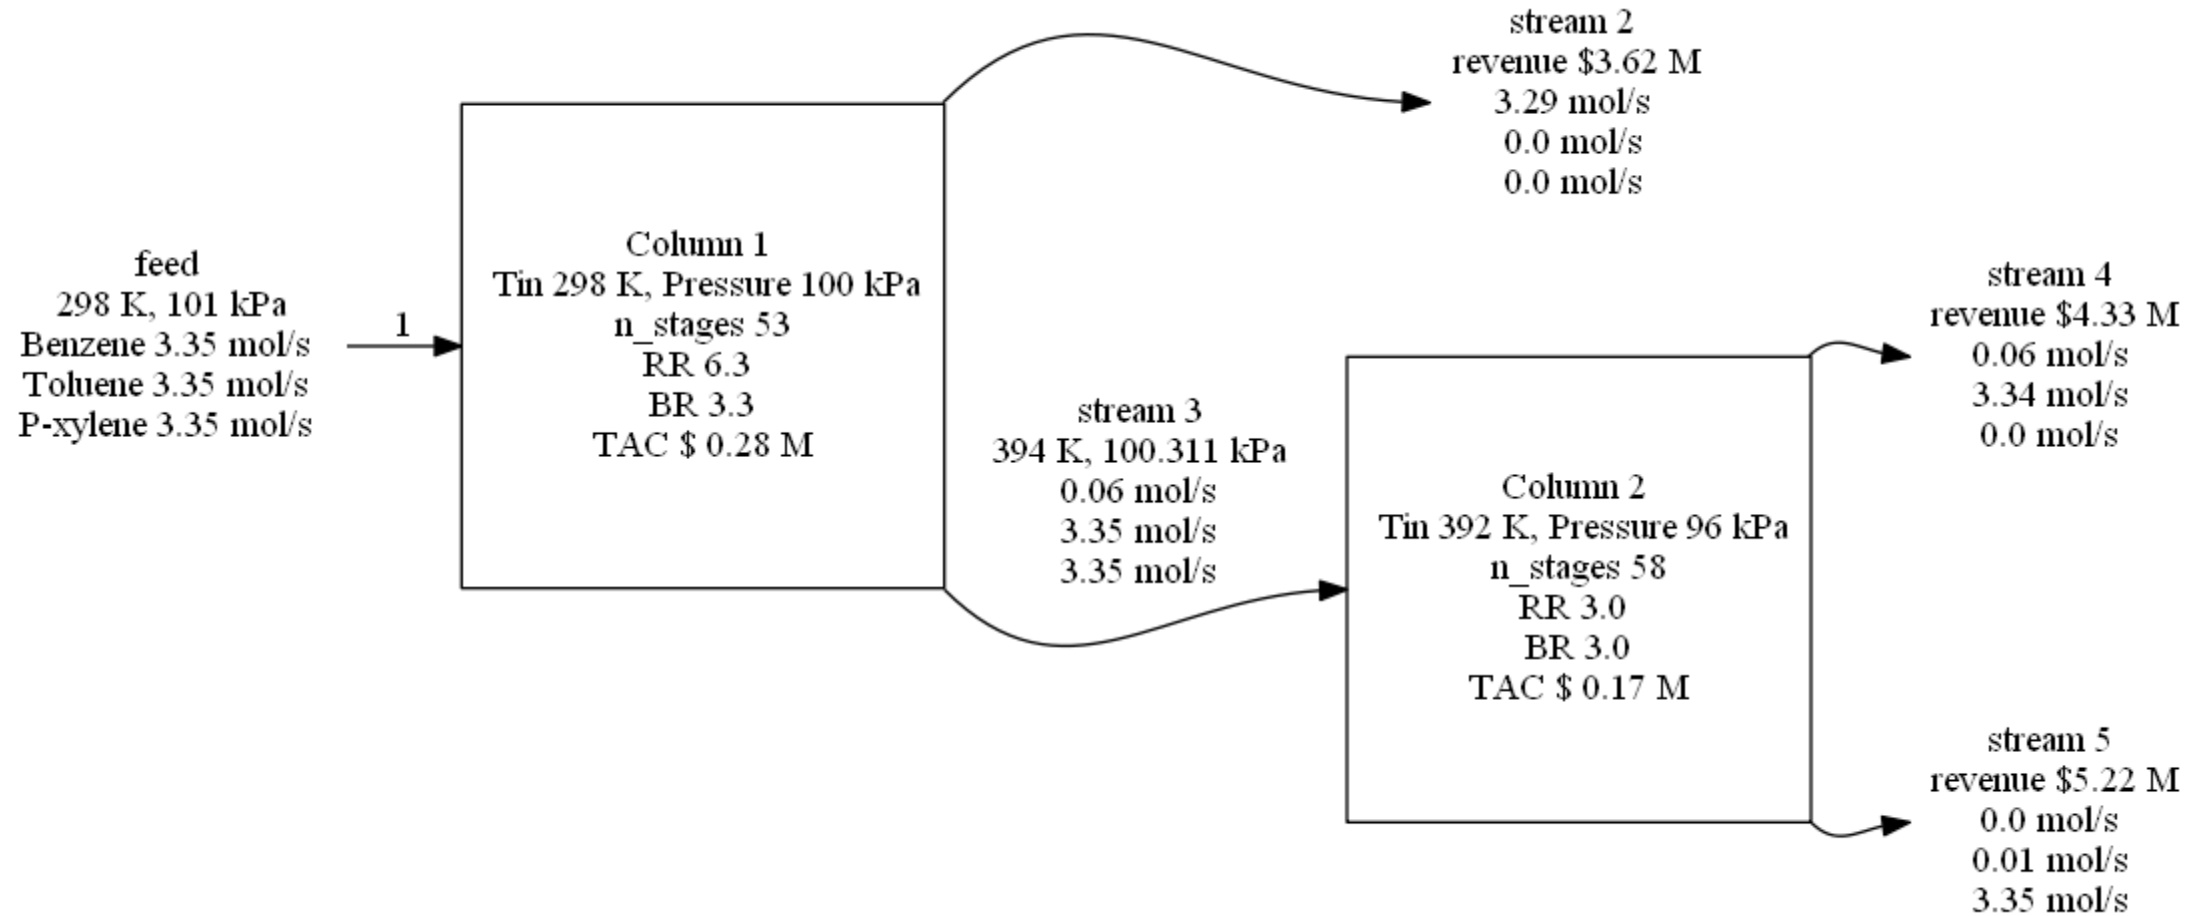 feed
298 K, 101 kPa
Benzene 3.35 mol/s
Toluene 3.35 mol/s
P-xylene 3.35 mol/s
1
Column 1
Tin 298 K, Pressure 100 kPa
n_stages 53
RR 6.3
BR 3.3
TAC $ 0.28 M
stream 2
revenue $3.62 M
3.29 mol/s
0.0 mol/s
0.0 mol/s
stream 3
394 K, 100.311 kPa
0.06 mol/s
3.35 mol/s
3.35 mol/s
Column 2
Tin 392 K, Pressure 96 kPa
n_stages 58
RR 3.0
BR 3.0
TAC $ 0.17 M
stream 4
revenue $4.33 M
0.06 mol/s
3.34 mol/s
0.0 mol/s
stream 5
revenue $5.22 M
0.0 mol/s
0.01 mol/s
3.35 mol/s